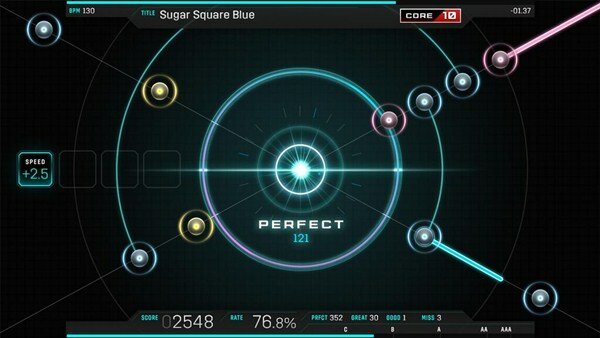 BPM 130
TITLE Sugar Square Blue
CORE 10
-01.37
SPEED
+2.5
PERFECT
121
SCORE 02548
RATE 76.8%
PRFCT 352 GREAT 30 GOOD 1 MISS 3
C B A AA AAA